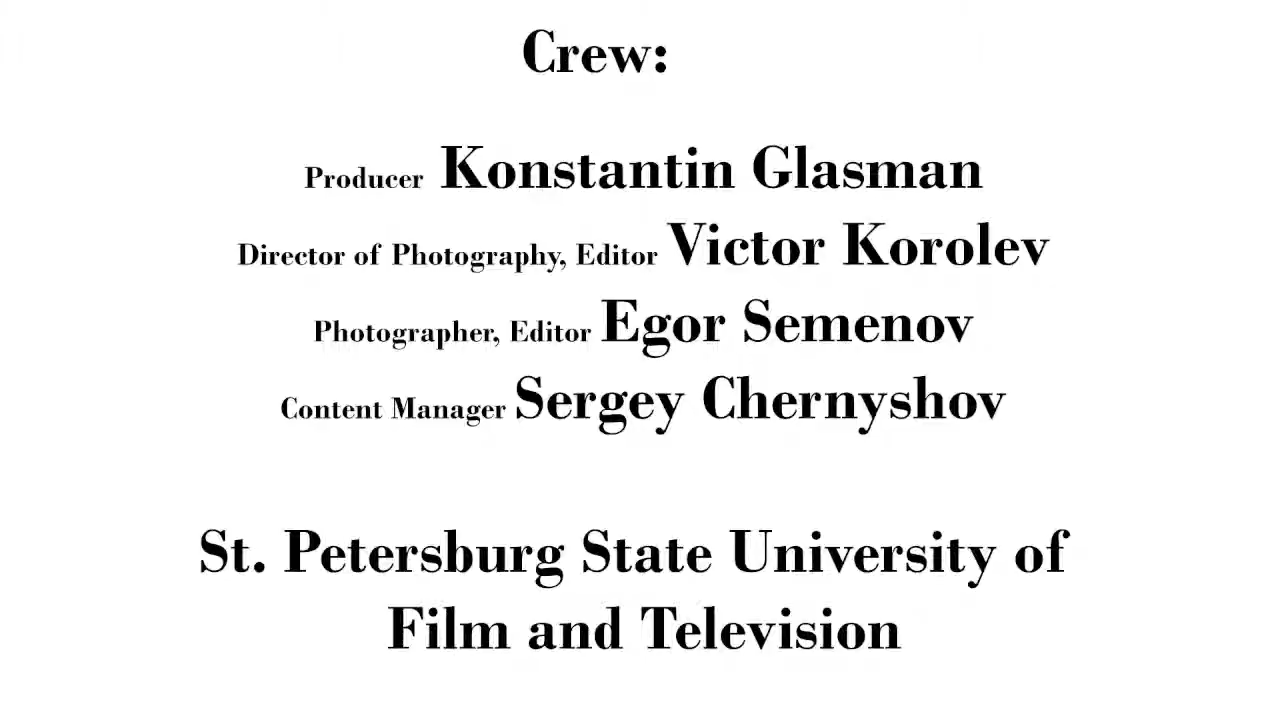 Crew:
Producer Konstantin Glasman
Director of Photography, Editor Victor Korolev
Photographer, Editor Egor Semenov
Content Manager Sergey Chernyshov
St. Petersburg State University of
Film and Television